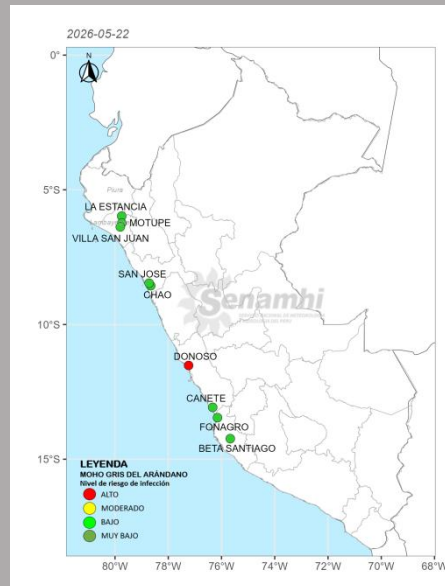 2026-05-22
N
0°
5°S
Piura
LA ESTANCIA
MOTUPE
VILLA SAN JUAN
SAN JOSE
CHAO
Senamhi
10°S
DONOSO
CANETE
FONAGRO
BETA SANTIAGO
15°S
LEYENDA
MOHO GRIS DEL ARÁNDANO
Nivel de riesgo de infección
ALTO
MODERADO
BAJO
MUY BAJO
80°W 78°W 76°W 74°W 72°W 70°W 68°W 66°W